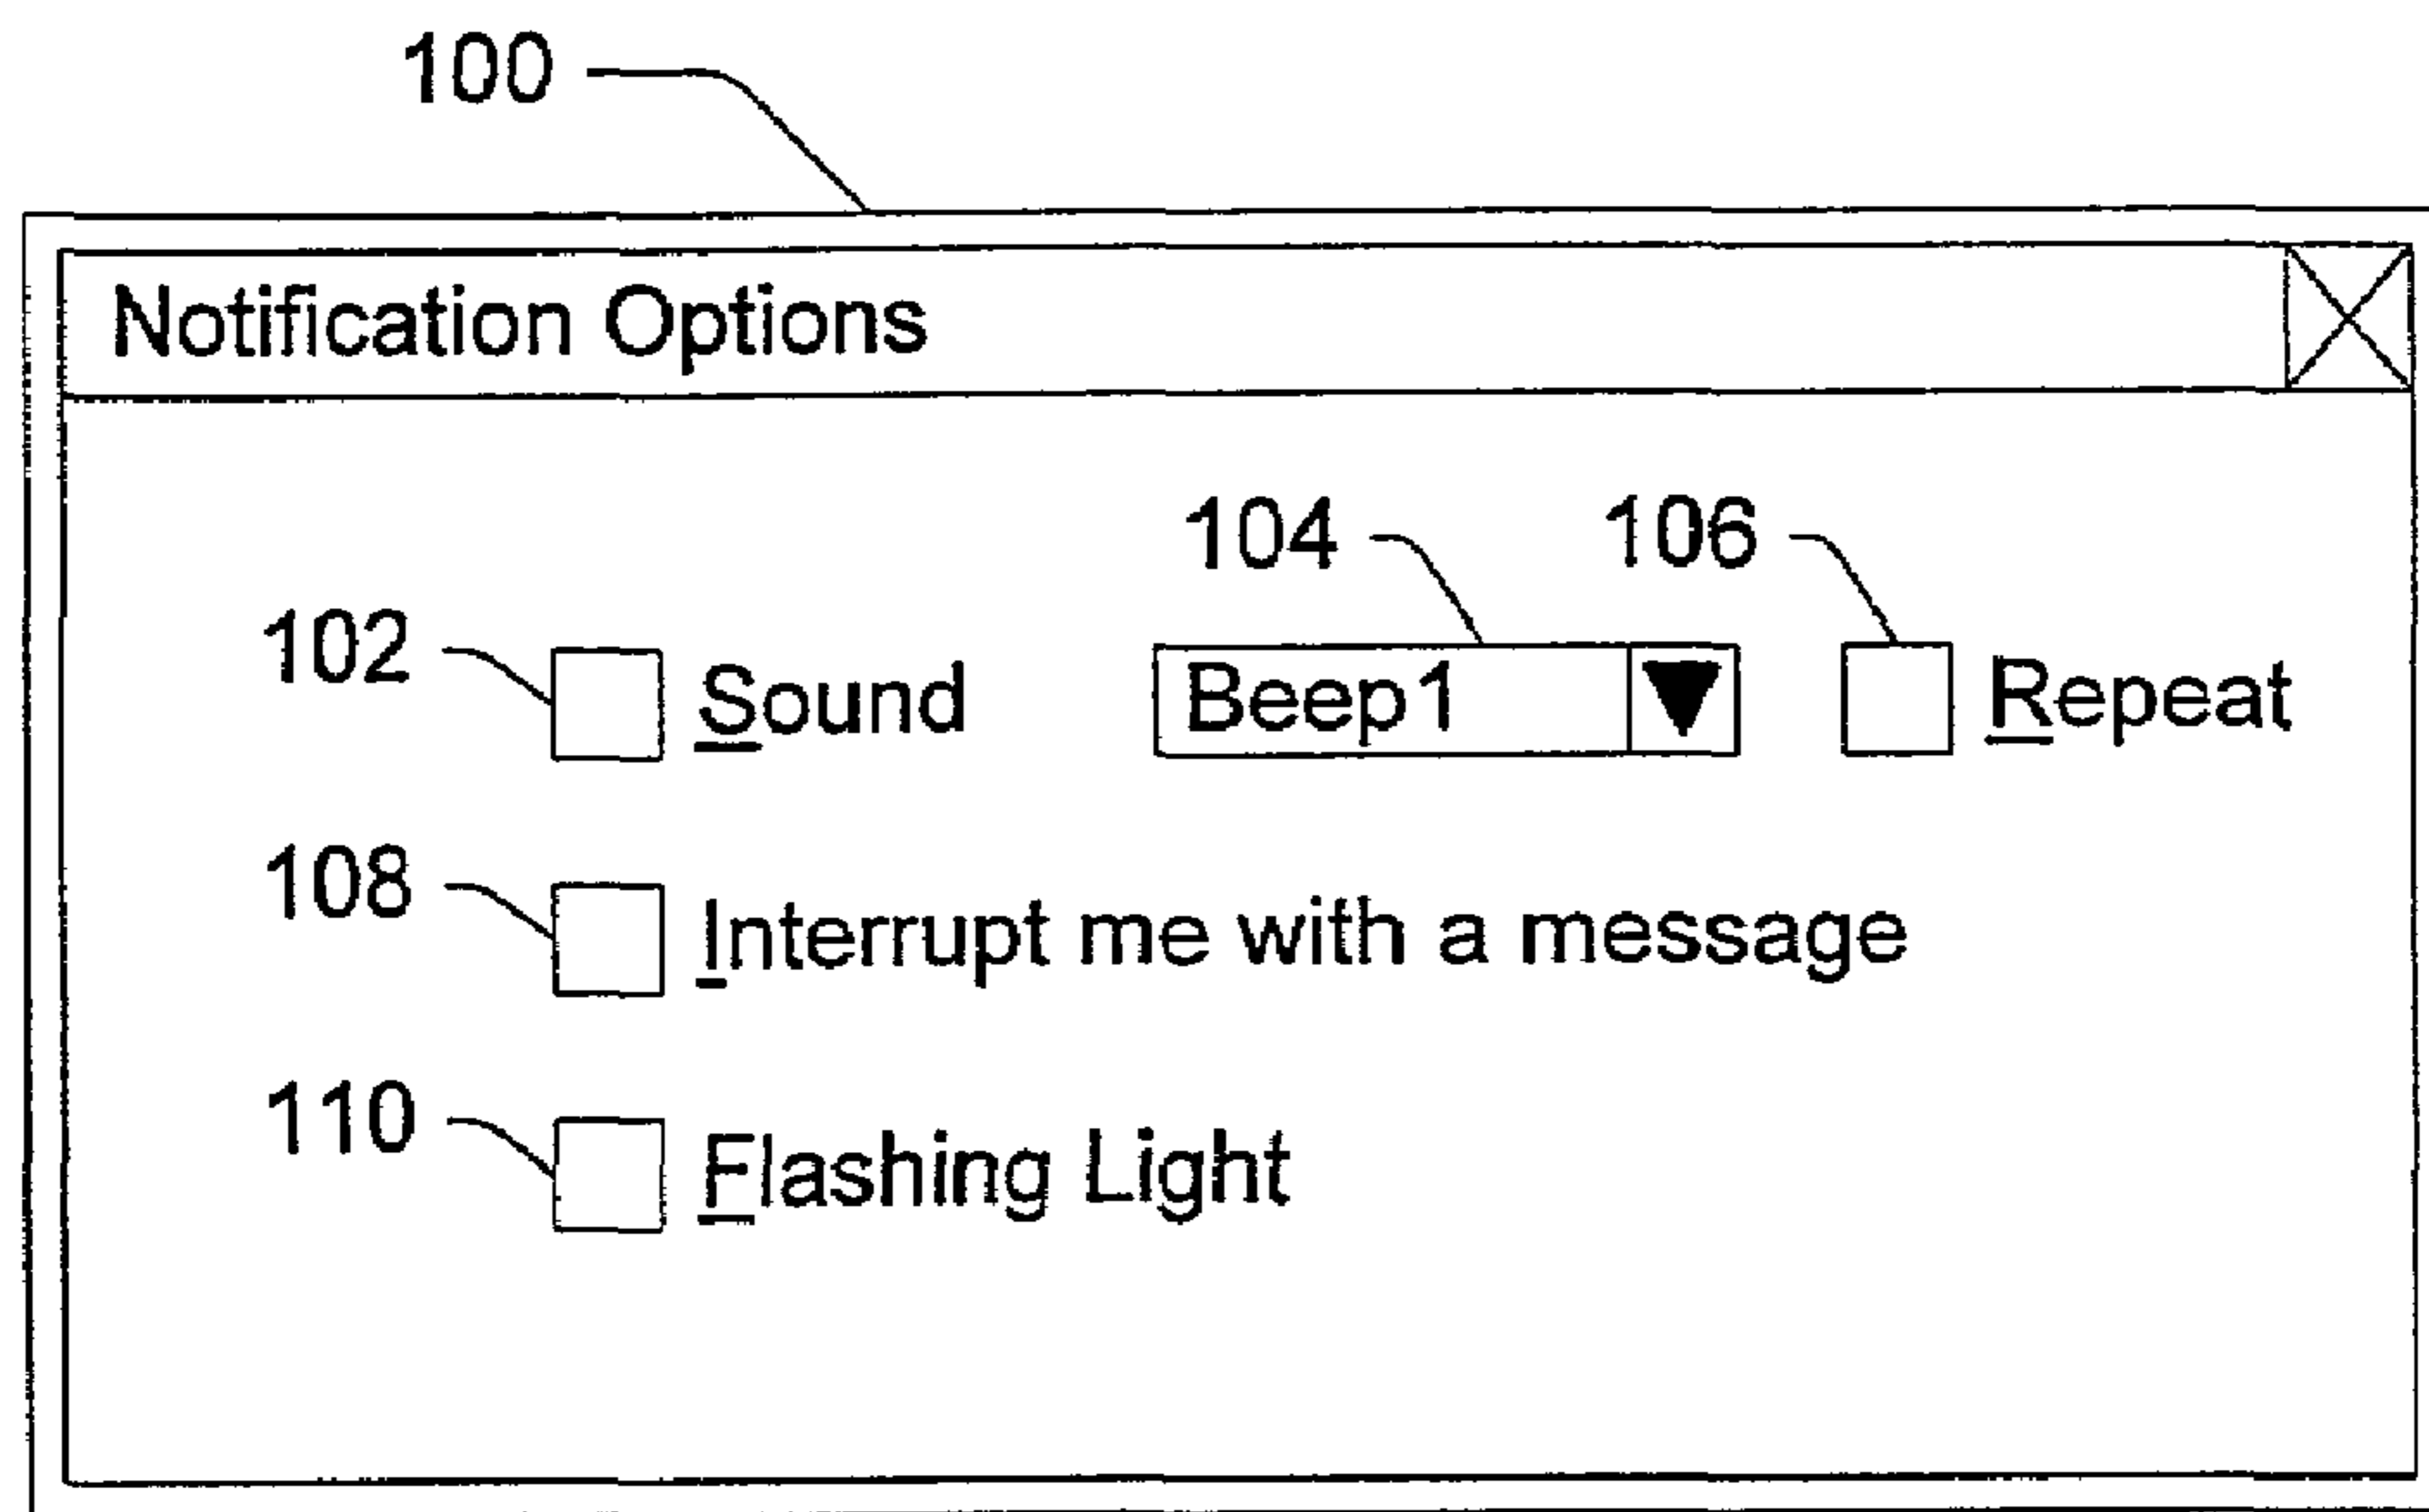 100
Notification Options
104 106
102 Sound Beep1 Repeat
108 Interrupt me with a message
110 Flashing Light